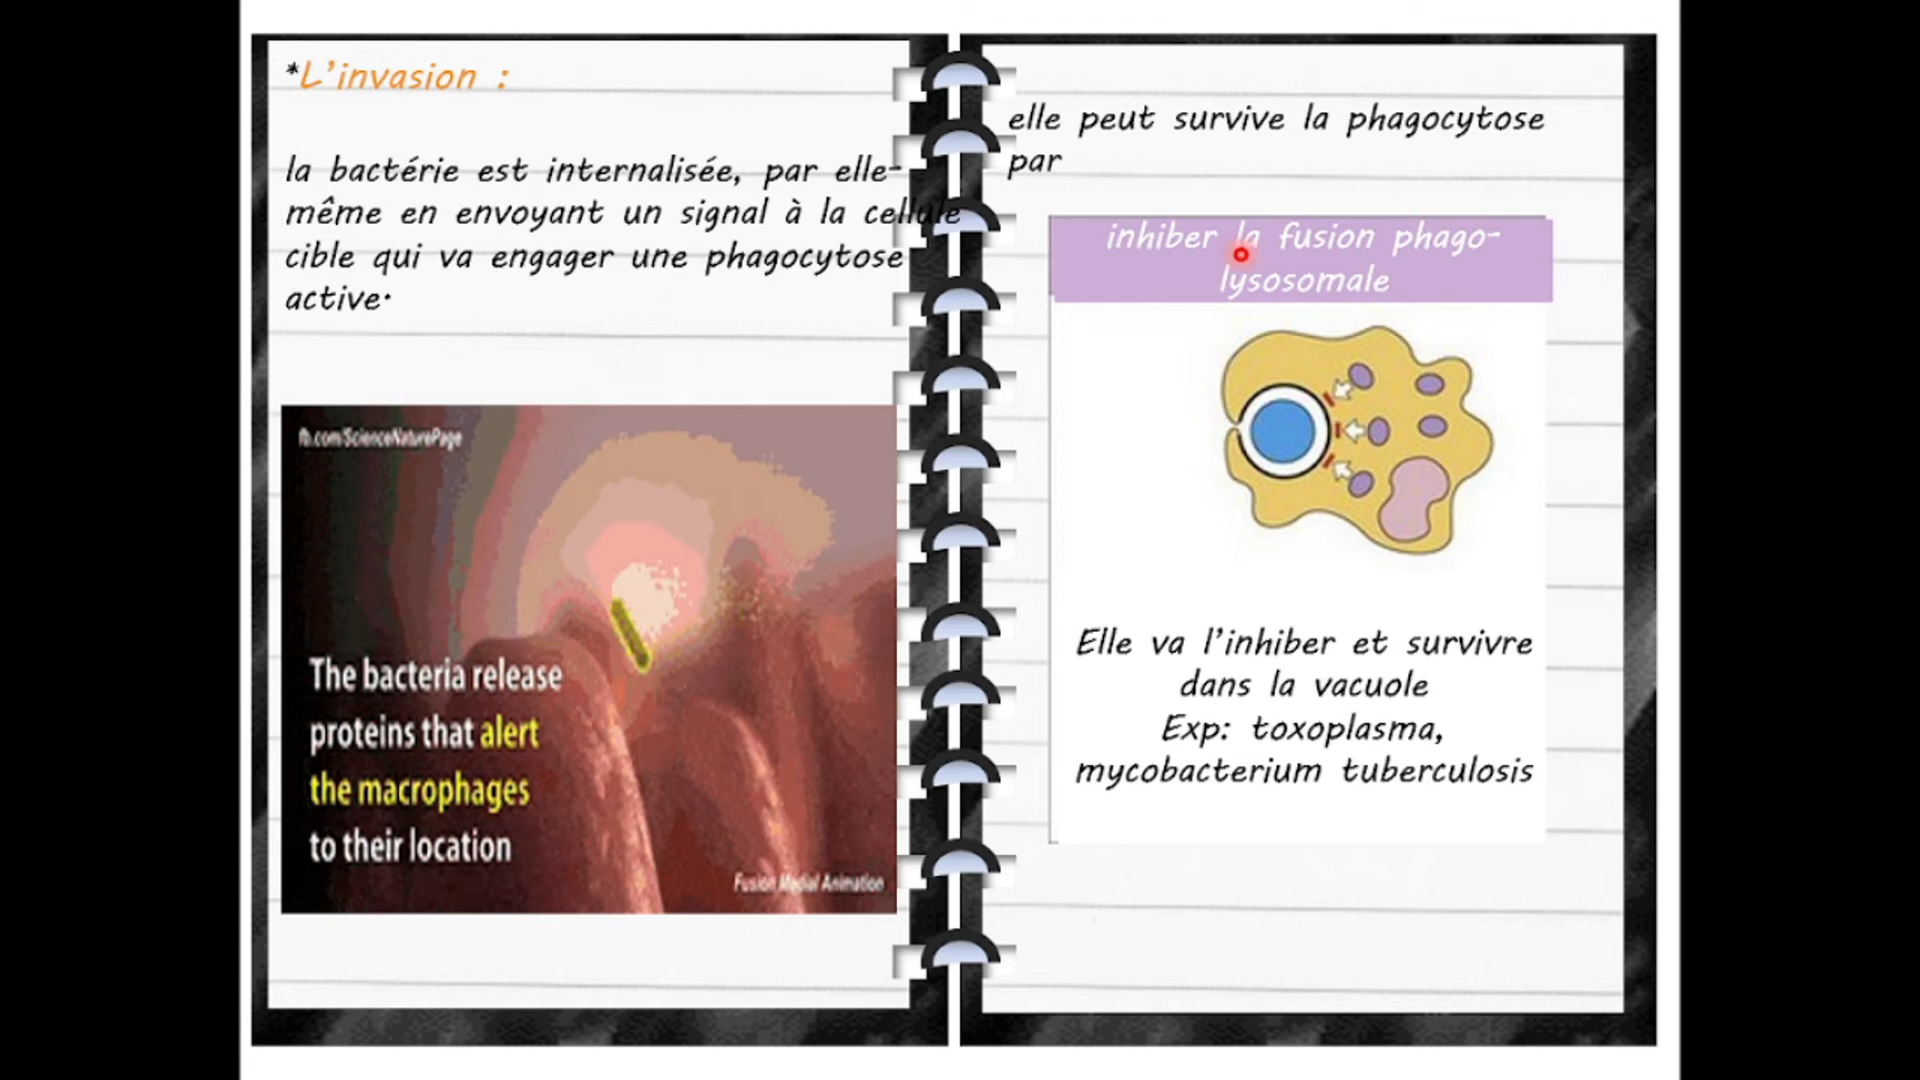 *L'invasion :
la bactérie est internalisée, par elle-
même en envoyant un signal à la cellule
cible qui va engager une phagocytose
active.
fb.com/ScienceNaturePage
The bacteria release
proteins that alert
the macrophages
to their location
Fusion Medial Animation
elle peut survive la phagocytose
par
inhiber la fusion phago-
lysosomale
Elle va l'inhiber et survivre
dans la vacuole
Exp: toxoplasma,
mycobacterium tuberculosis